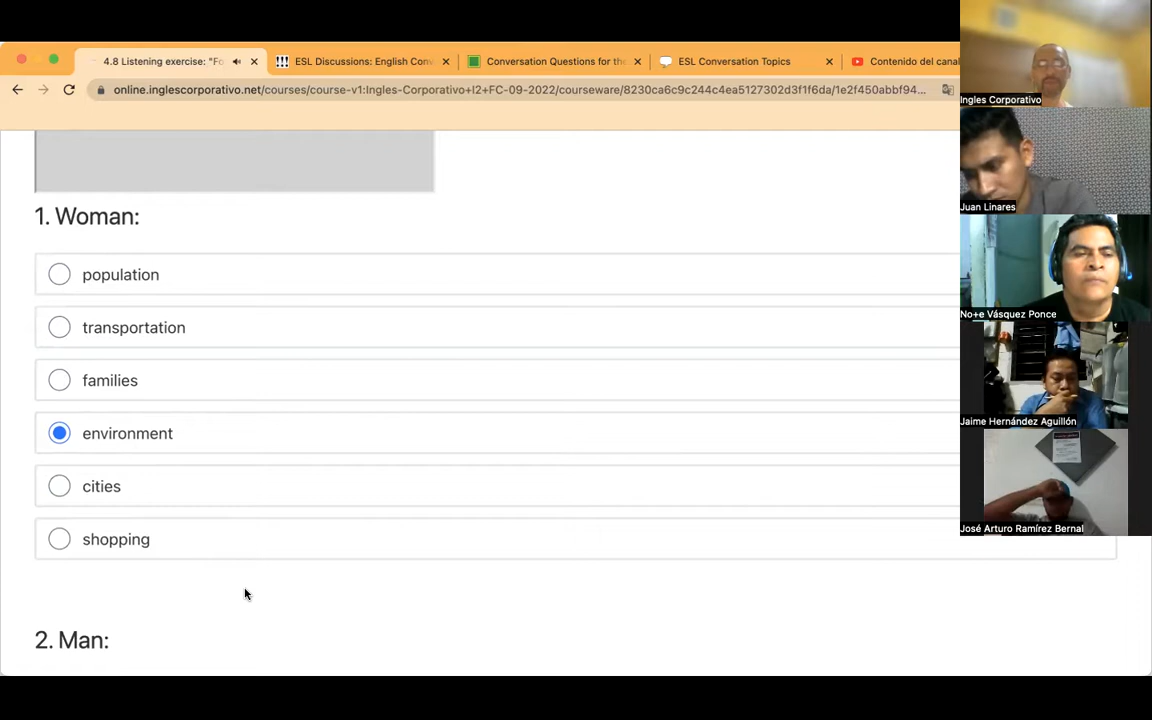 4.8 Listening exercise: "Fo
ESL Discussions: English Conv
Conversation Questions for the
ESL Conversation Topics
Contenido del canal
online.inglescorporativo.net/courses/course-v1:Ingles-Corporativo+I2+FC-09-2022/courseware/8230ca6c9c244c4ea5127302d3f1f6da/1e2f450abbf94...
1. Woman:
population
transportation
families
environment
cities
shopping
2. Man:
Ingles Corporativo
Juan Linares
No+e Vásquez Ponce
Jaime Hernández Aguillón
José Arturo Ramírez Bernal